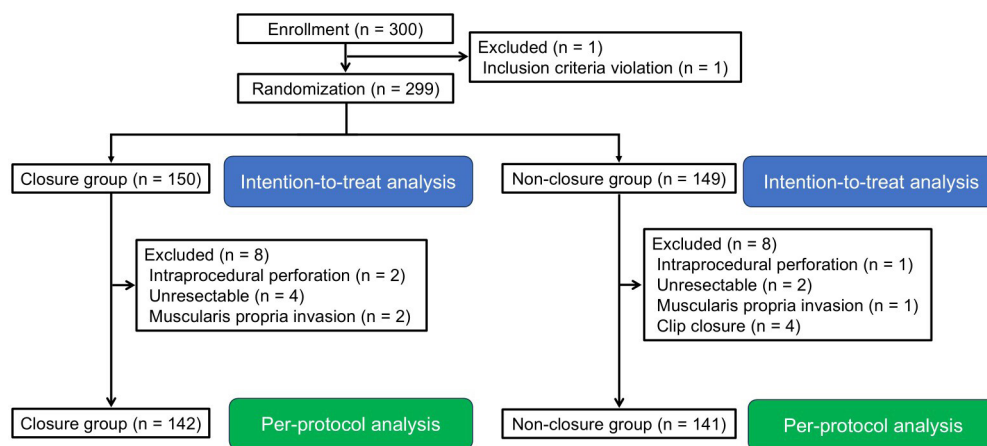 Enrollment (n = 300)
Excluded (n = 1)
Inclusion criteria violation (n = 1)
Randomization (n = 299)
Closure group (n = 150)
Intention-to-treat analysis
Non-closure group (n = 149)
Intention-to-treat analysis
Excluded (n = 8)
Intraprocedural perforation (n = 2)
Unresectable (n = 4)
Muscularis propria invasion (n = 2)
Excluded (n = 8)
Intraprocedural perforation (n = 1)
Unresectable (n = 2)
Muscularis propria invasion (n = 1)
Clip closure (n = 4)
Closure group (n = 142)
Per-protocol analysis
Non-closure group (n = 141)
Per-protocol analysis